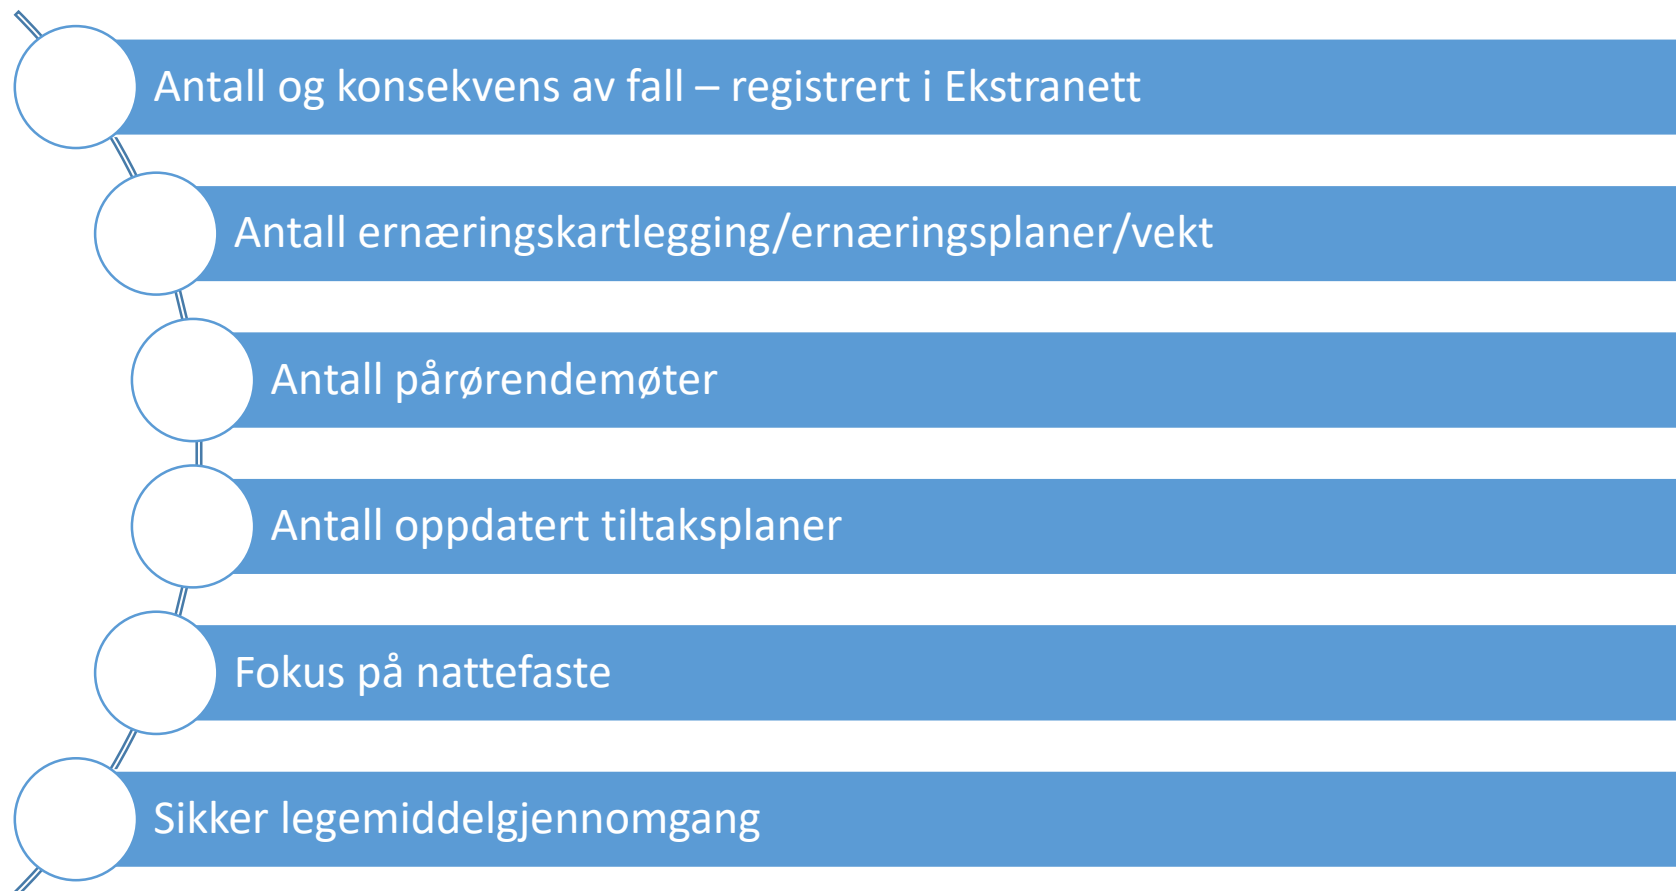 Antall og konsekvens av fall – registrert i Ekstranett
Antall ernæringskartlegging/ernæringsplaner/vekt
Antall pårørendemøter
Antall oppdatert tiltaksplaner
Fokus på nattefaste
Sikker legemiddelgjennomgang